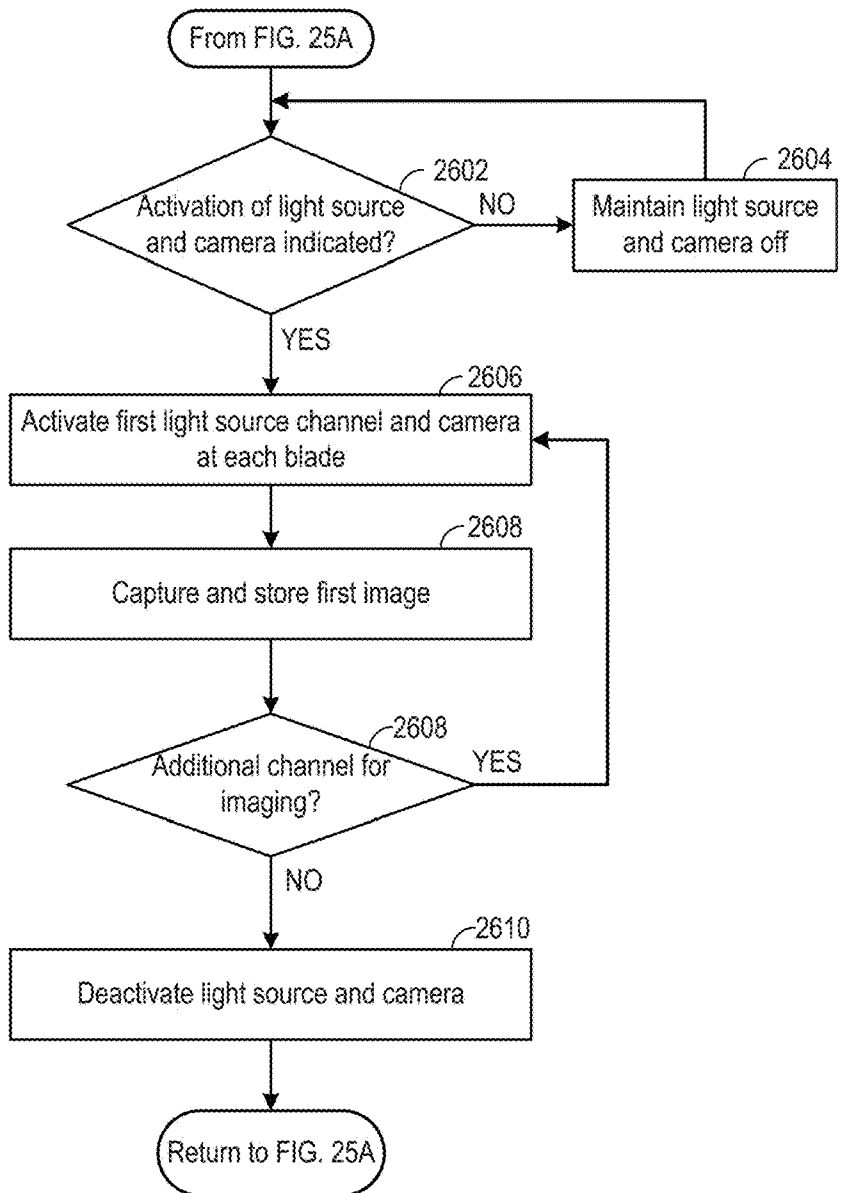 From FIG. 25A
2602
Activation of light source
and camera indicated?
NO
2604
Maintain light source
and camera off
YES
2606
Activate first light source channel and camera
at each blade
2608
Capture and store first image
2608
Additional channel for
imaging?
YES
NO
2610
Deactivate light source and camera
Return to FIG. 25A